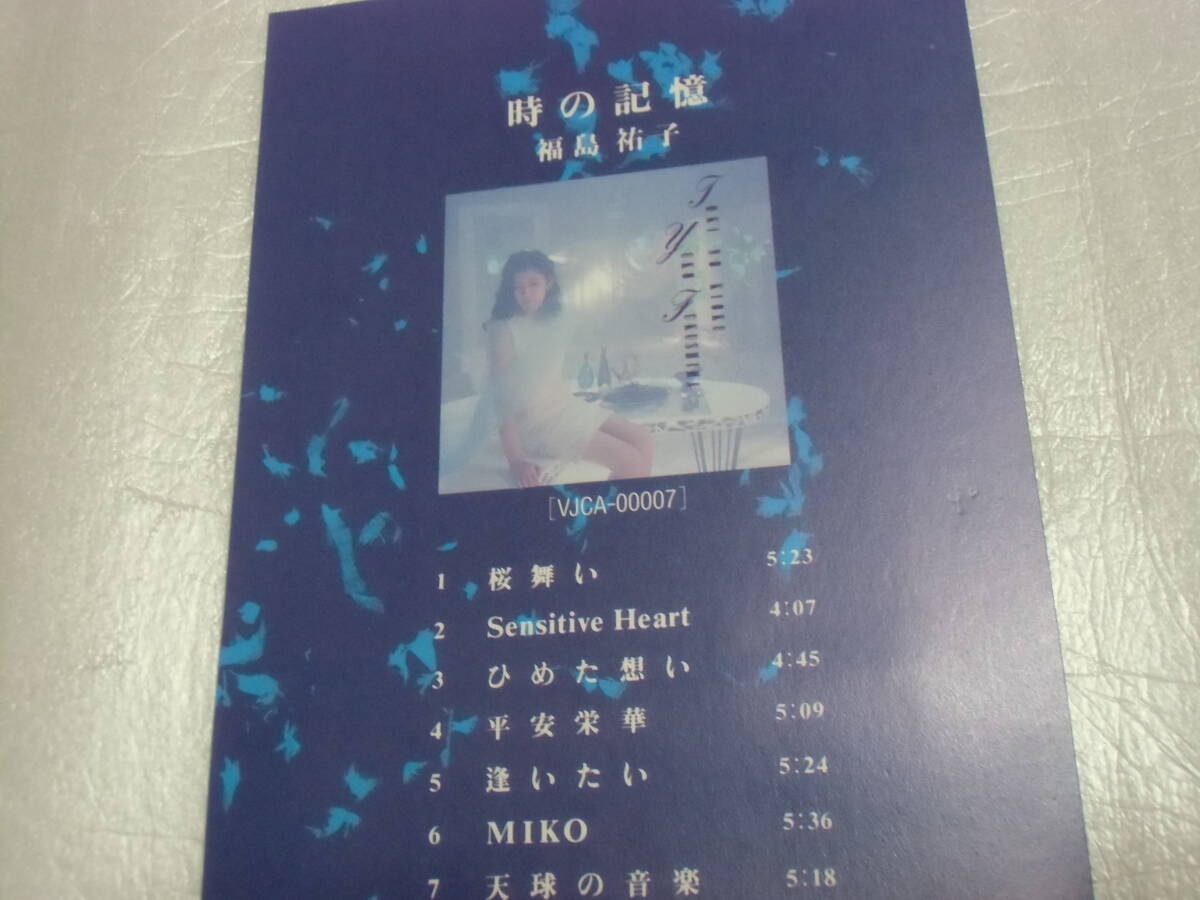 時の記憶
福島祐子
T
Y
T
[VJCA-00007]
1 桜舞い 5:23
2 Sensitive Heart 4:07
3 ひめた想い 4:45
4 平安栄華 5:09
5 逢いたい 5:24
6 MIKO 5:36
7 天球の音楽 5:18